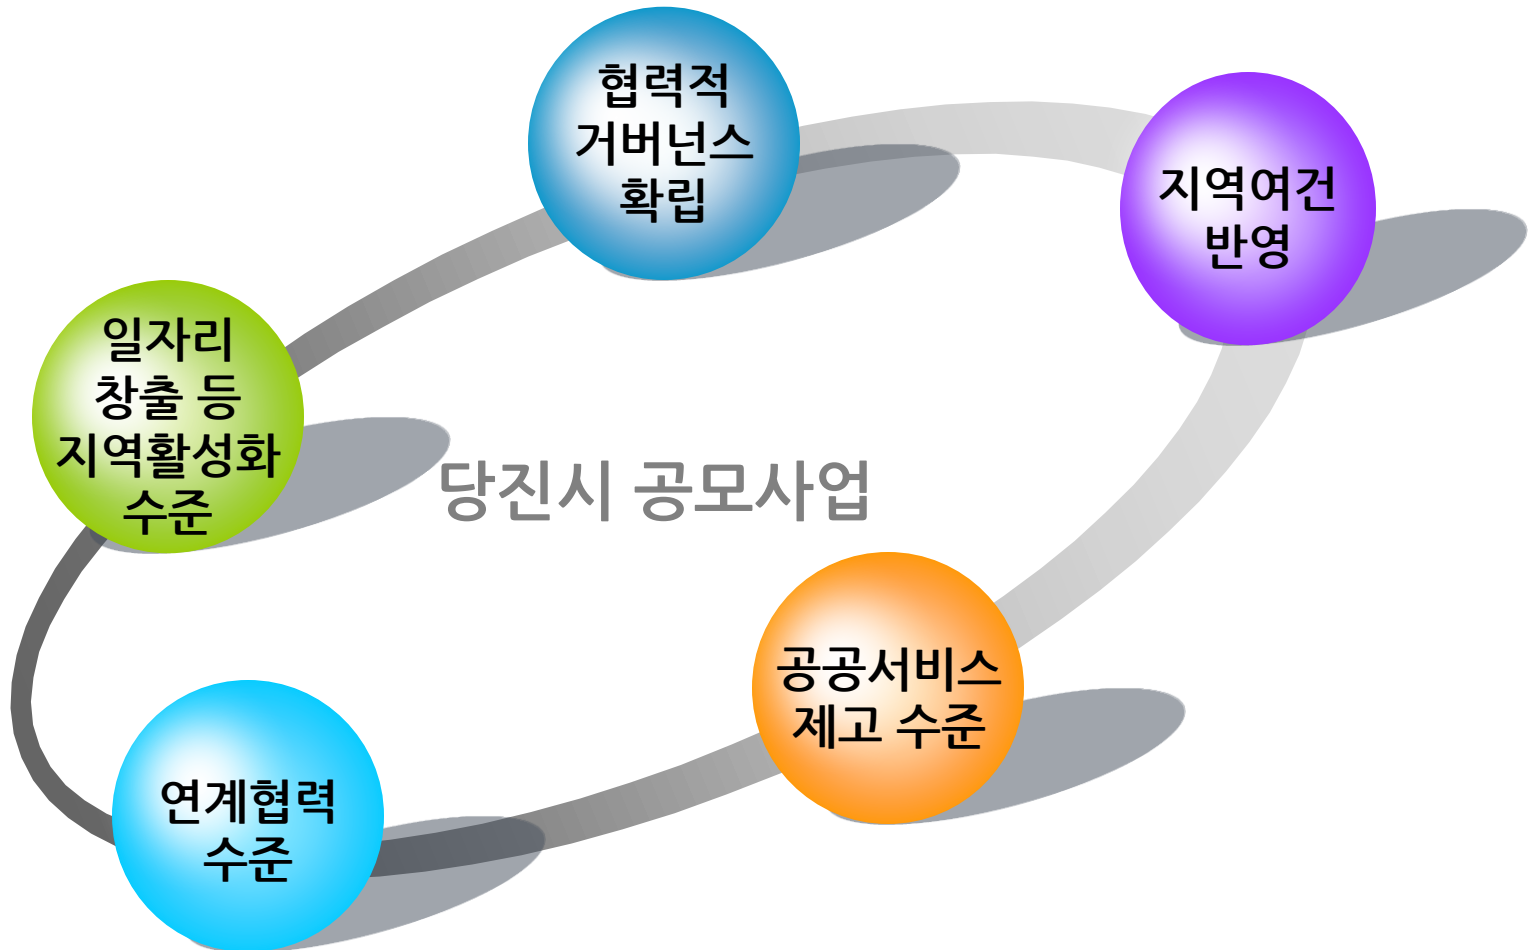 협력적
거버넌스
확립
지역여건
반영
일자리
창출 등
지역활성화
수준
당진시 공모사업
공공서비스
제고 수준
연계협력
수준